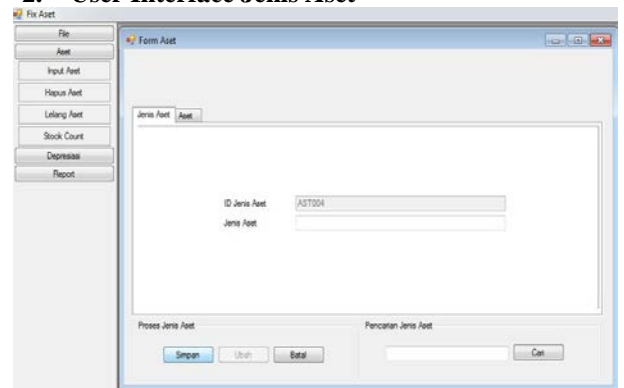 2. User Interface Jenis Aset
Fix Aset
File
Aset
Input Aset
Hapus Aset
Lelang Aset
Stock Count
Depresiasi
Report
Form Aset
Jenis Aset Aset
ID Jenis Aset AST004
Jenis Aset
Proses Jenis Aset
Simpan Ubah Batal
Pencarian Jenis Aset
Cari